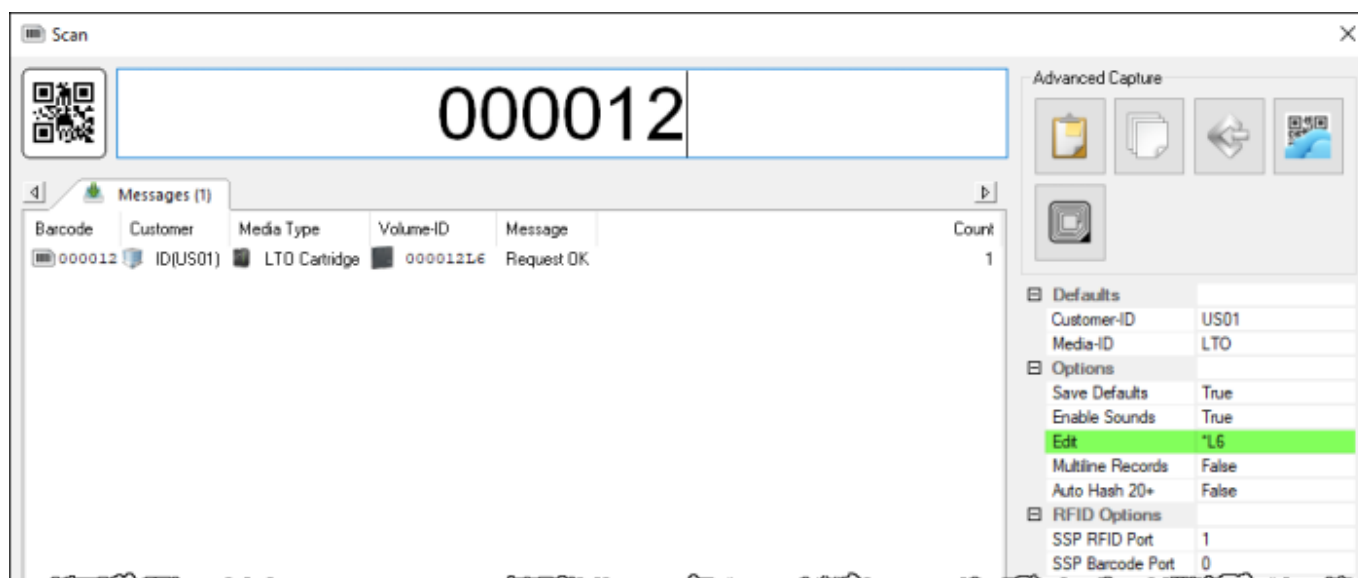 Scan
000012
Advanced Capture
Messages (1)
Barcode Customer Media Type Volume-ID Message Count
000012 ID(US01) LTO Cartridge 000012L6 Request OK 1
Defaults
Customer-ID US01
Media-ID LTO
Options
Save Defaults True
Enable Sounds True
Edit *L6
Multiline Records False
Auto Hash 20+ False
RFID Options
SSP RFID Port 1
SSP Barcode Port 0